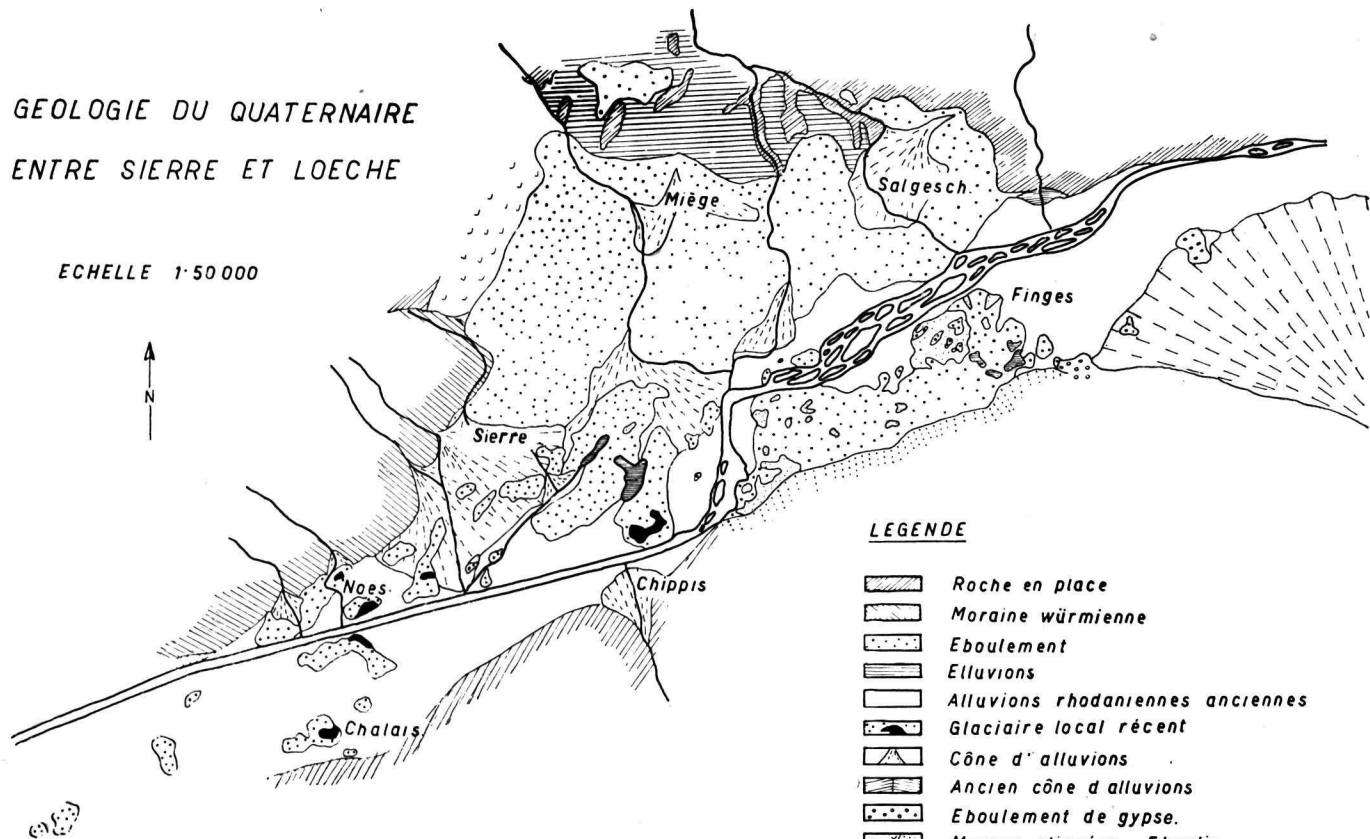 GEOLOGIE DU QUATERNAIRE
ENTRE SIERRE ET LOECHE
ECHELLE 1:50 000
N
Miège
Salgesch.
Finges
Sierre
Noes.
Chippis
Chalais.
LEGENDE
Roche en place
Moraine würmienne
Eboulement
Elluvions
Alluvions rhodaniennes anciennes
Glaciaire local récent
Cône d'alluvions
Ancien cône d alluvions
Eboulement de gypse.